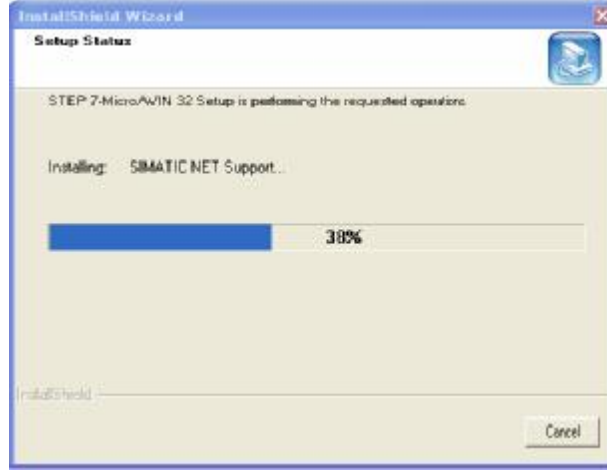 InstallShield Wizard
Setup Status
STEP 7-Micro/WIN 32 Setup is performing the requested operations.
Installing: SIMATIC NET Support...
38%
InstallShield
Cancel